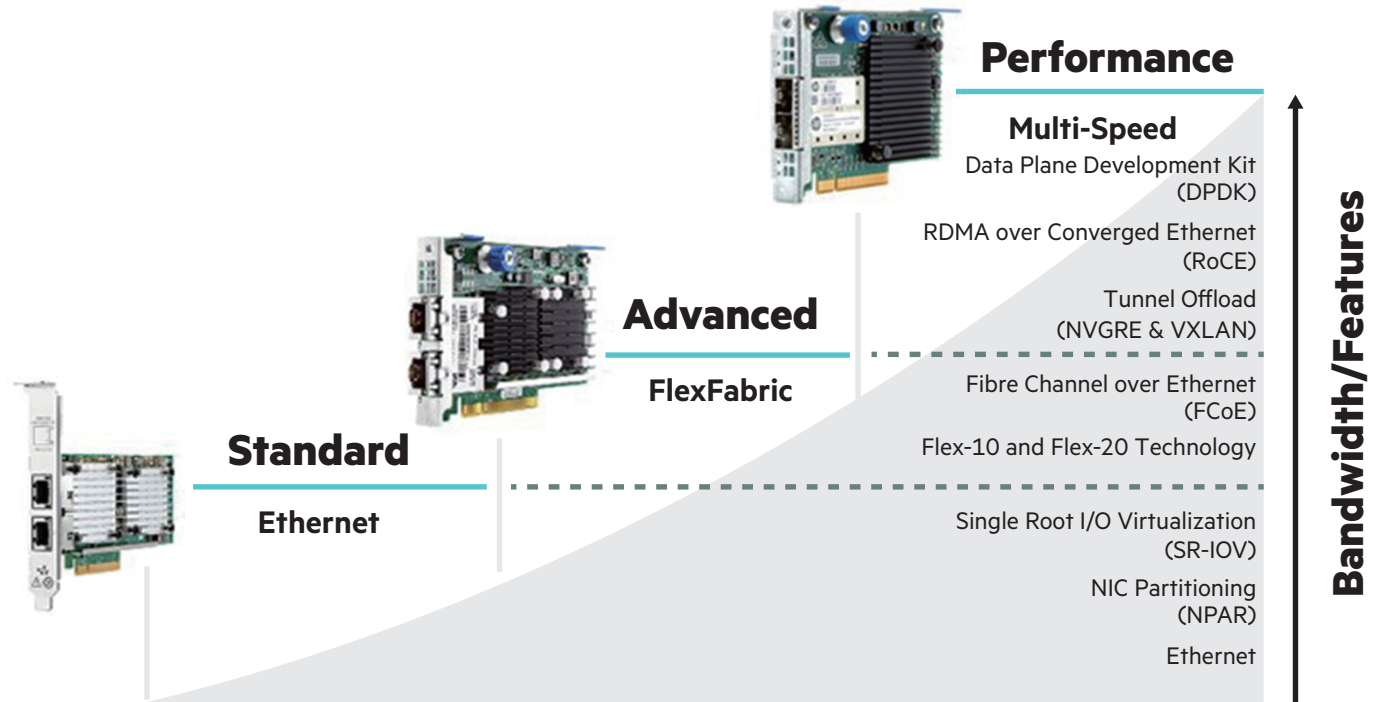 Performance
Multi-Speed
Data Plane Development Kit
(DPDK)
RDMA over Converged Ethernet
(RoCE)
Tunnel Offload
(NVGRE & VXLAN)
Advanced
FlexFabric
Fibre Channel over Ethernet
(FCoE)
Flex-10 and Flex-20 Technology
Standard
Ethernet
Single Root I/O Virtualization
(SR-IOV)
NIC Partitioning
(NPAR)
Ethernet
Bandwidth/Features